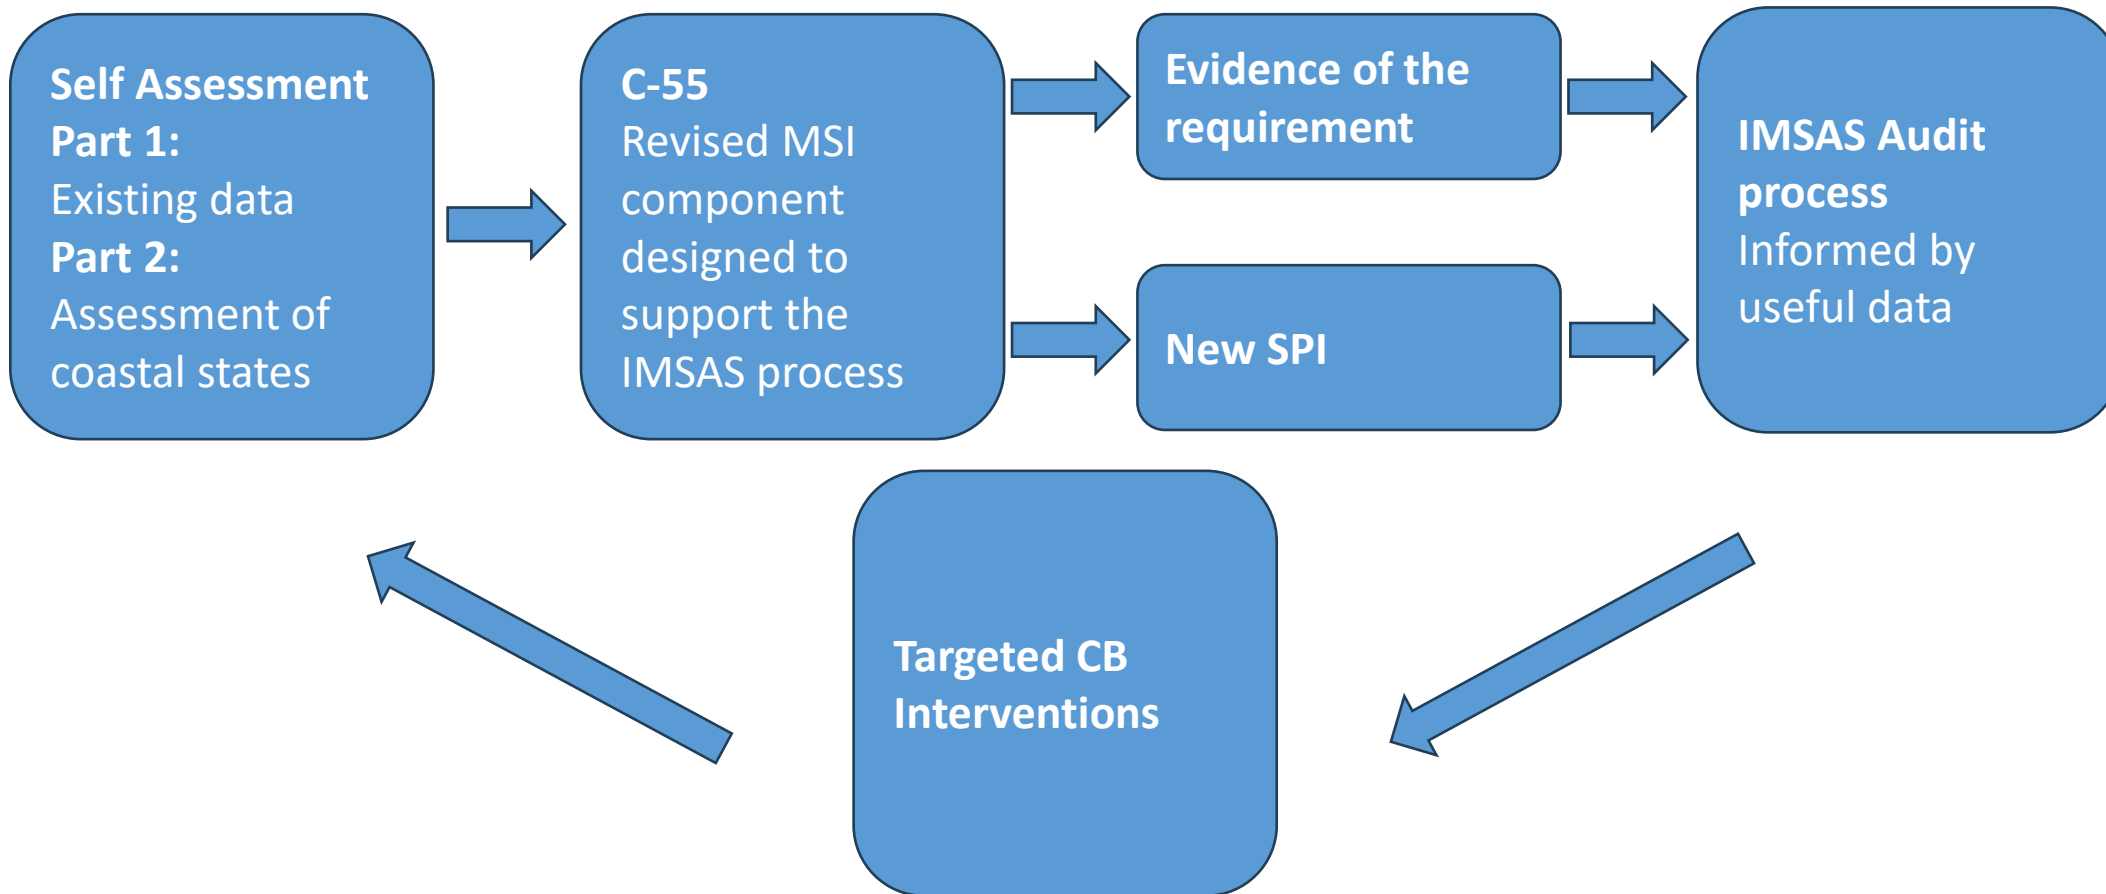 Self Assessment
Part 1:
Existing data
Part 2:
Assessment of
coastal states
C-55
Revised MSI
component
designed to
support the
IMSAS process
Evidence of the
requirement
New SPI
IMSAS Audit
process
Informed by
useful data
Targeted CB
Interventions